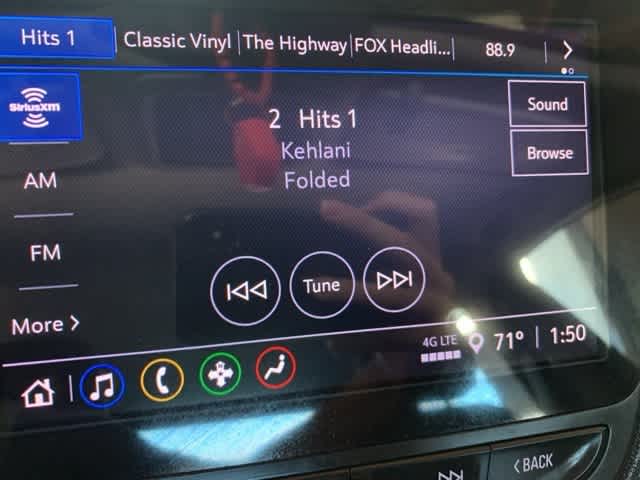 Hits 1 Classic Vinyl The Highway FOX Headli... 88.9 >
SiriusXM
Sound
2 Hits 1
Kehlani
Browse
AM
Folded
FM
Tune
More >
4G LTE 71° 1:50
< BACK